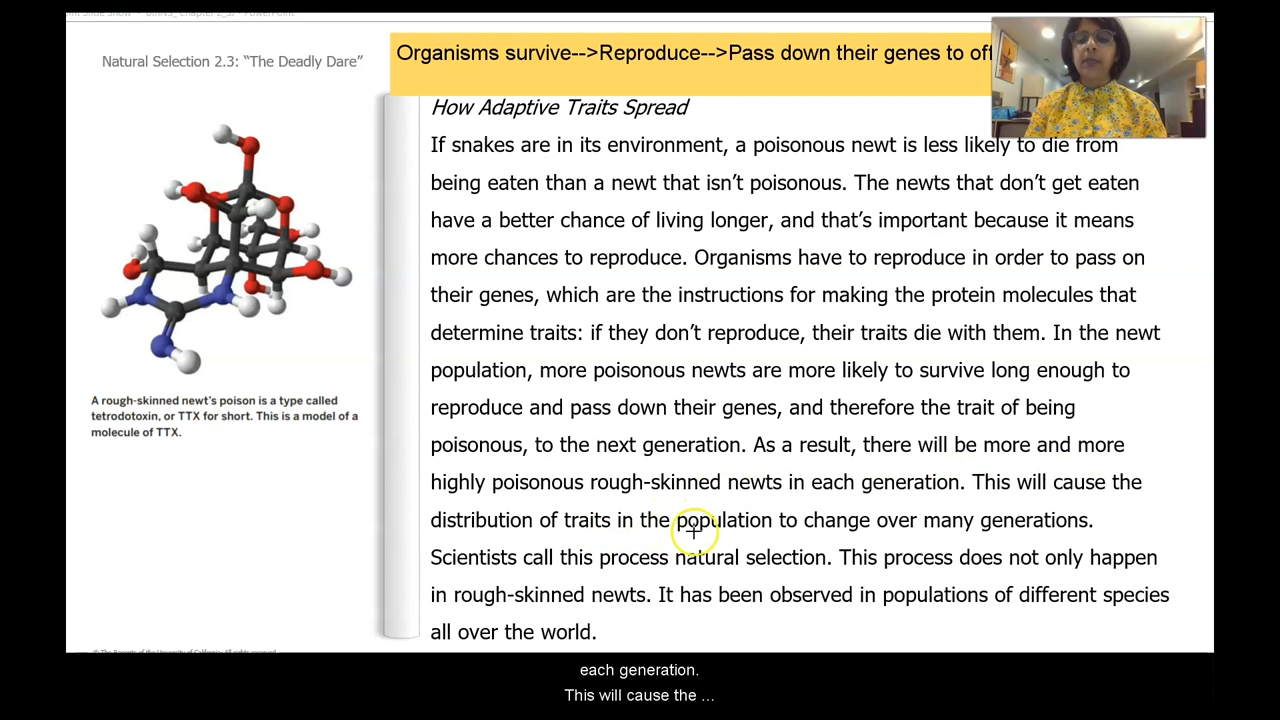 Natural Selection 2.3: “The Deadly Dare”
Organisms survive-->Reproduce-->Pass down their genes to off
How Adaptive Traits Spread
If snakes are in its environment, a poisonous newt is less likely to die from
being eaten than a newt that isn’t poisonous. The newts that don’t get eaten
have a better chance of living longer, and that’s important because it means
more chances to reproduce. Organisms have to reproduce in order to pass on
their genes, which are the instructions for making the protein molecules that
determine traits: if they don’t reproduce, their traits die with them. In the newt
population, more poisonous newts are more likely to survive long enough to
reproduce and pass down their genes, and therefore the trait of being
poisonous, to the next generation. As a result, there will be more and more
highly poisonous rough-skinned newts in each generation. This will cause the
distribution of traits in the population to change over many generations.
Scientists call this process natural selection. This process does not only happen
in rough-skinned newts. It has been observed in populations of different species
all over the world.
A rough-skinned newt’s poison is a type called
tetrodotoxin, or TTX for short. This is a model of a
molecule of TTX.
© The Regents of the University of California. All rights reserved
each generation.
This will cause the ...